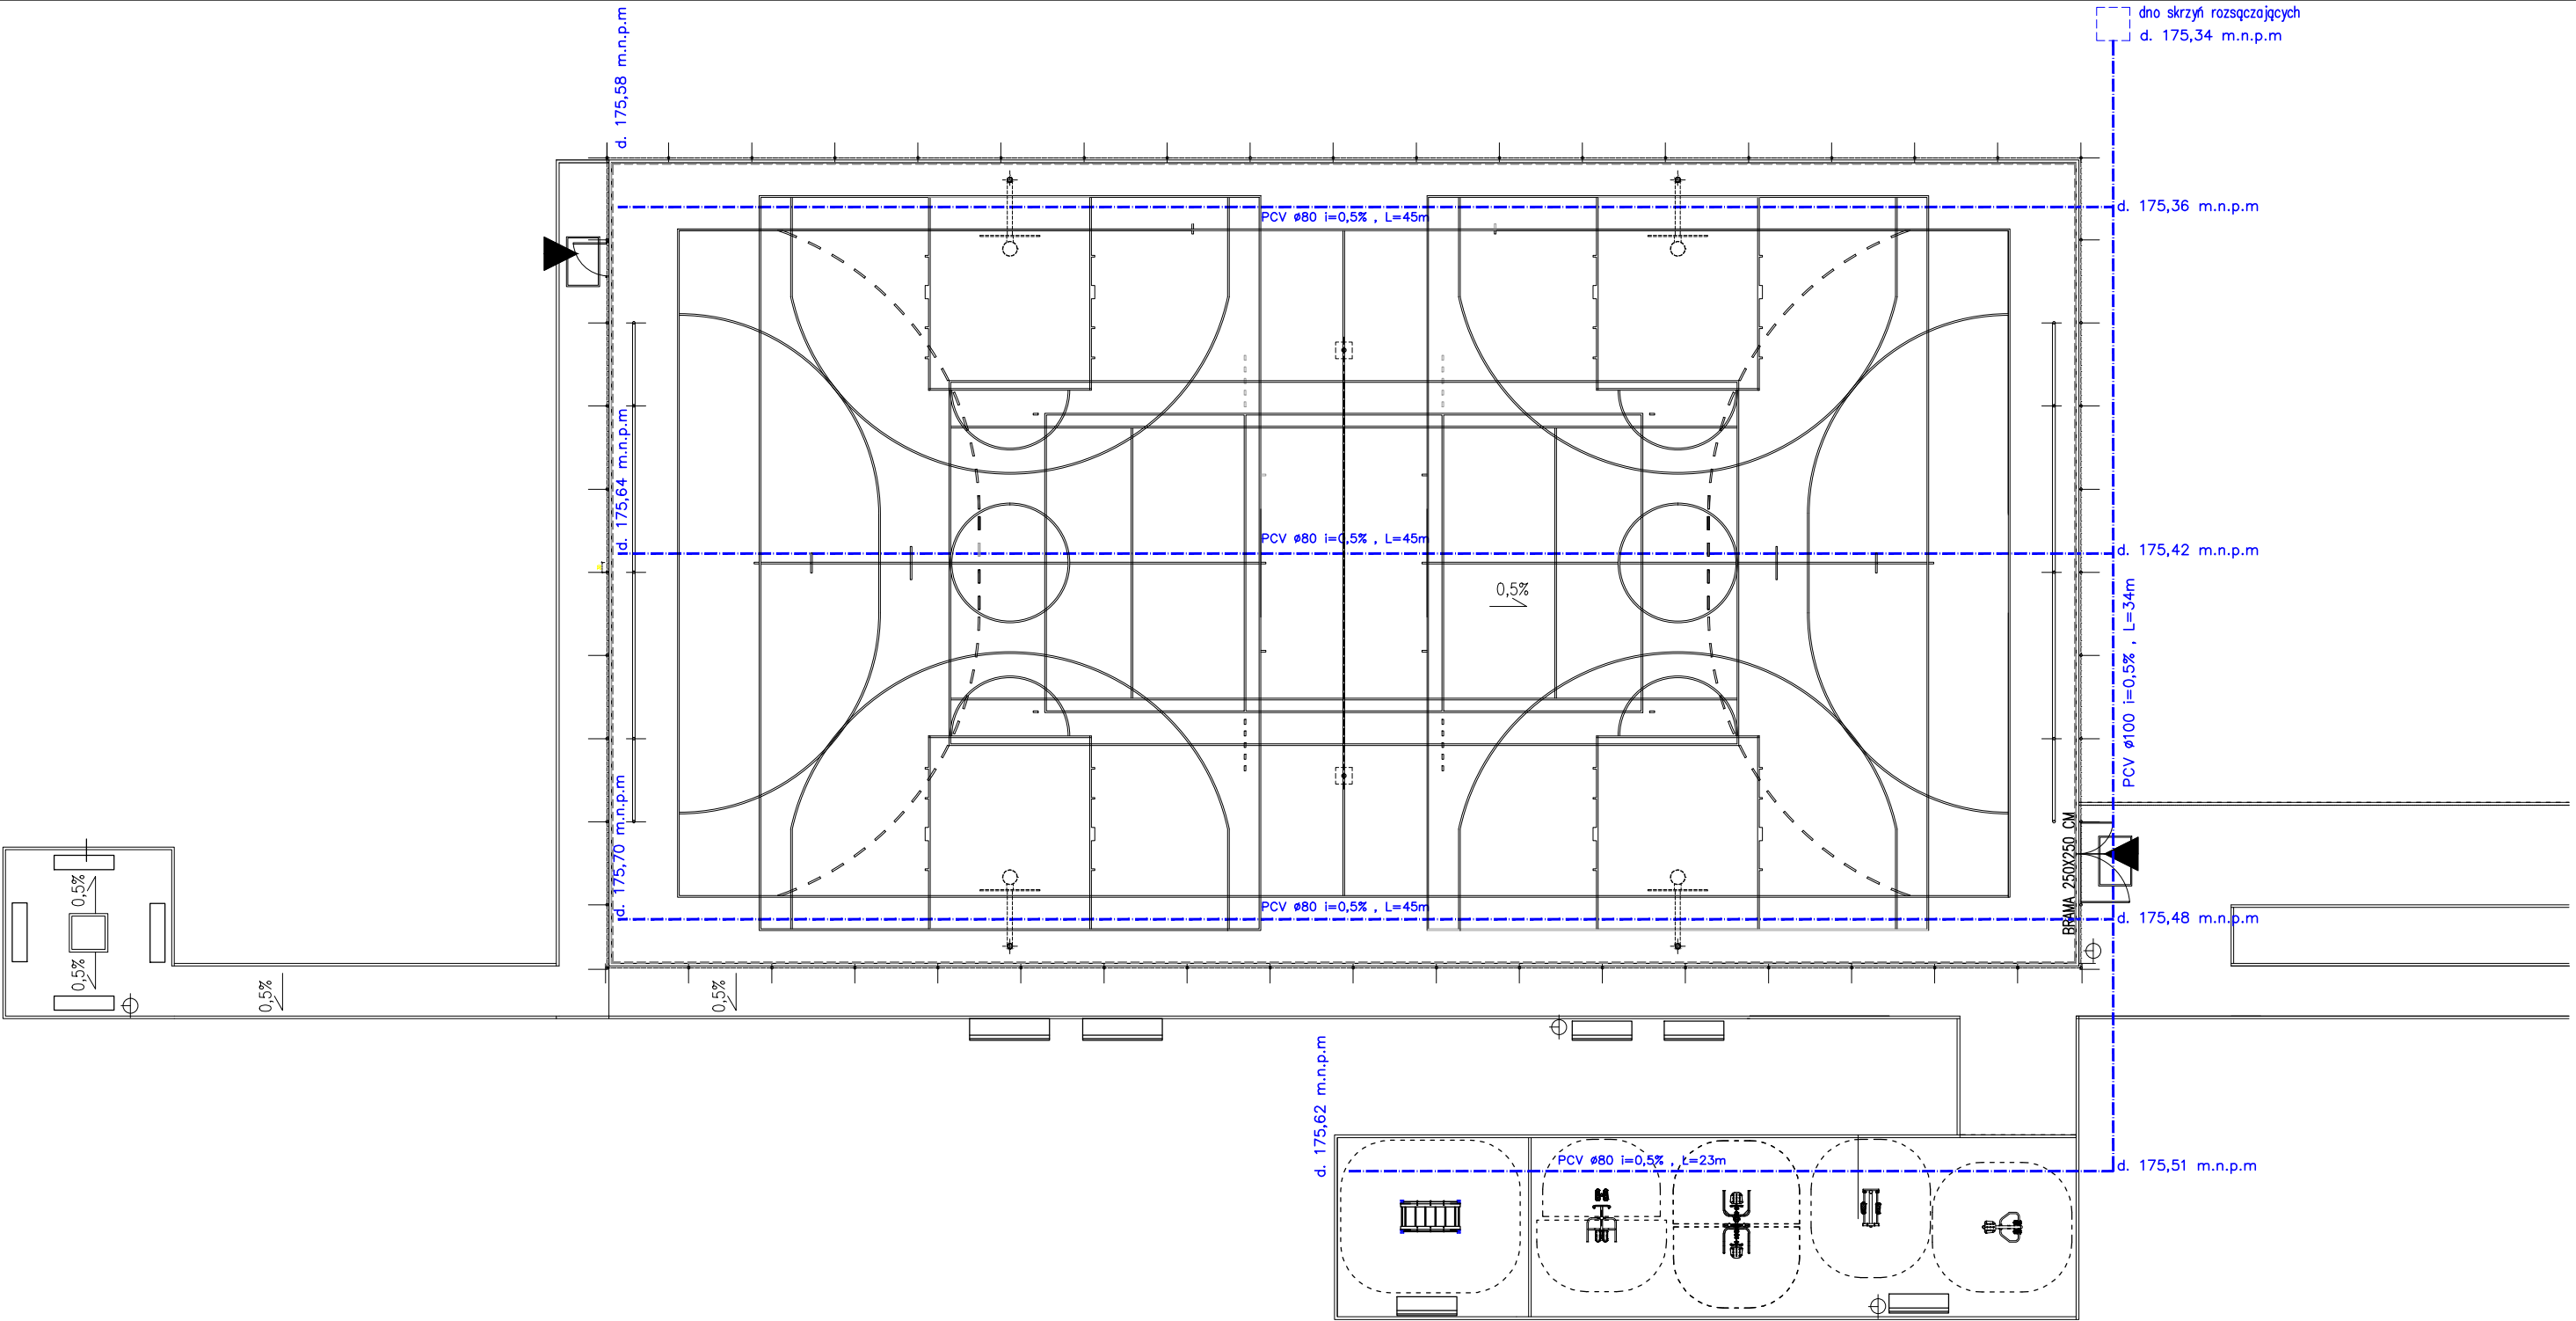 dno skrzyń rozsączających
d. 175,34 m.n.p.m
d. 175,58 m.n.p.m
d. 175,36 m.n.p.m
PCV ø80 i=0,5% , L=45m
d. 175,64 m.n.p.m
PCV ø80 i=0,5% , L=45m
d. 175,42 m.n.p.m
0,5%
PCV ø100 i=0,5% , L=34m
d. 175,70 m.n.p.m
BRAMA 250X250 CM
PCV ø80 i=0,5% , L=45m
d. 175,48 m.n.p.m
0,5%
0,5%
0,5%
0,5%
d. 175,62 m.n.p.m
PCV ø80 i=0,5% , L=23m
d. 175,51 m.n.p.m